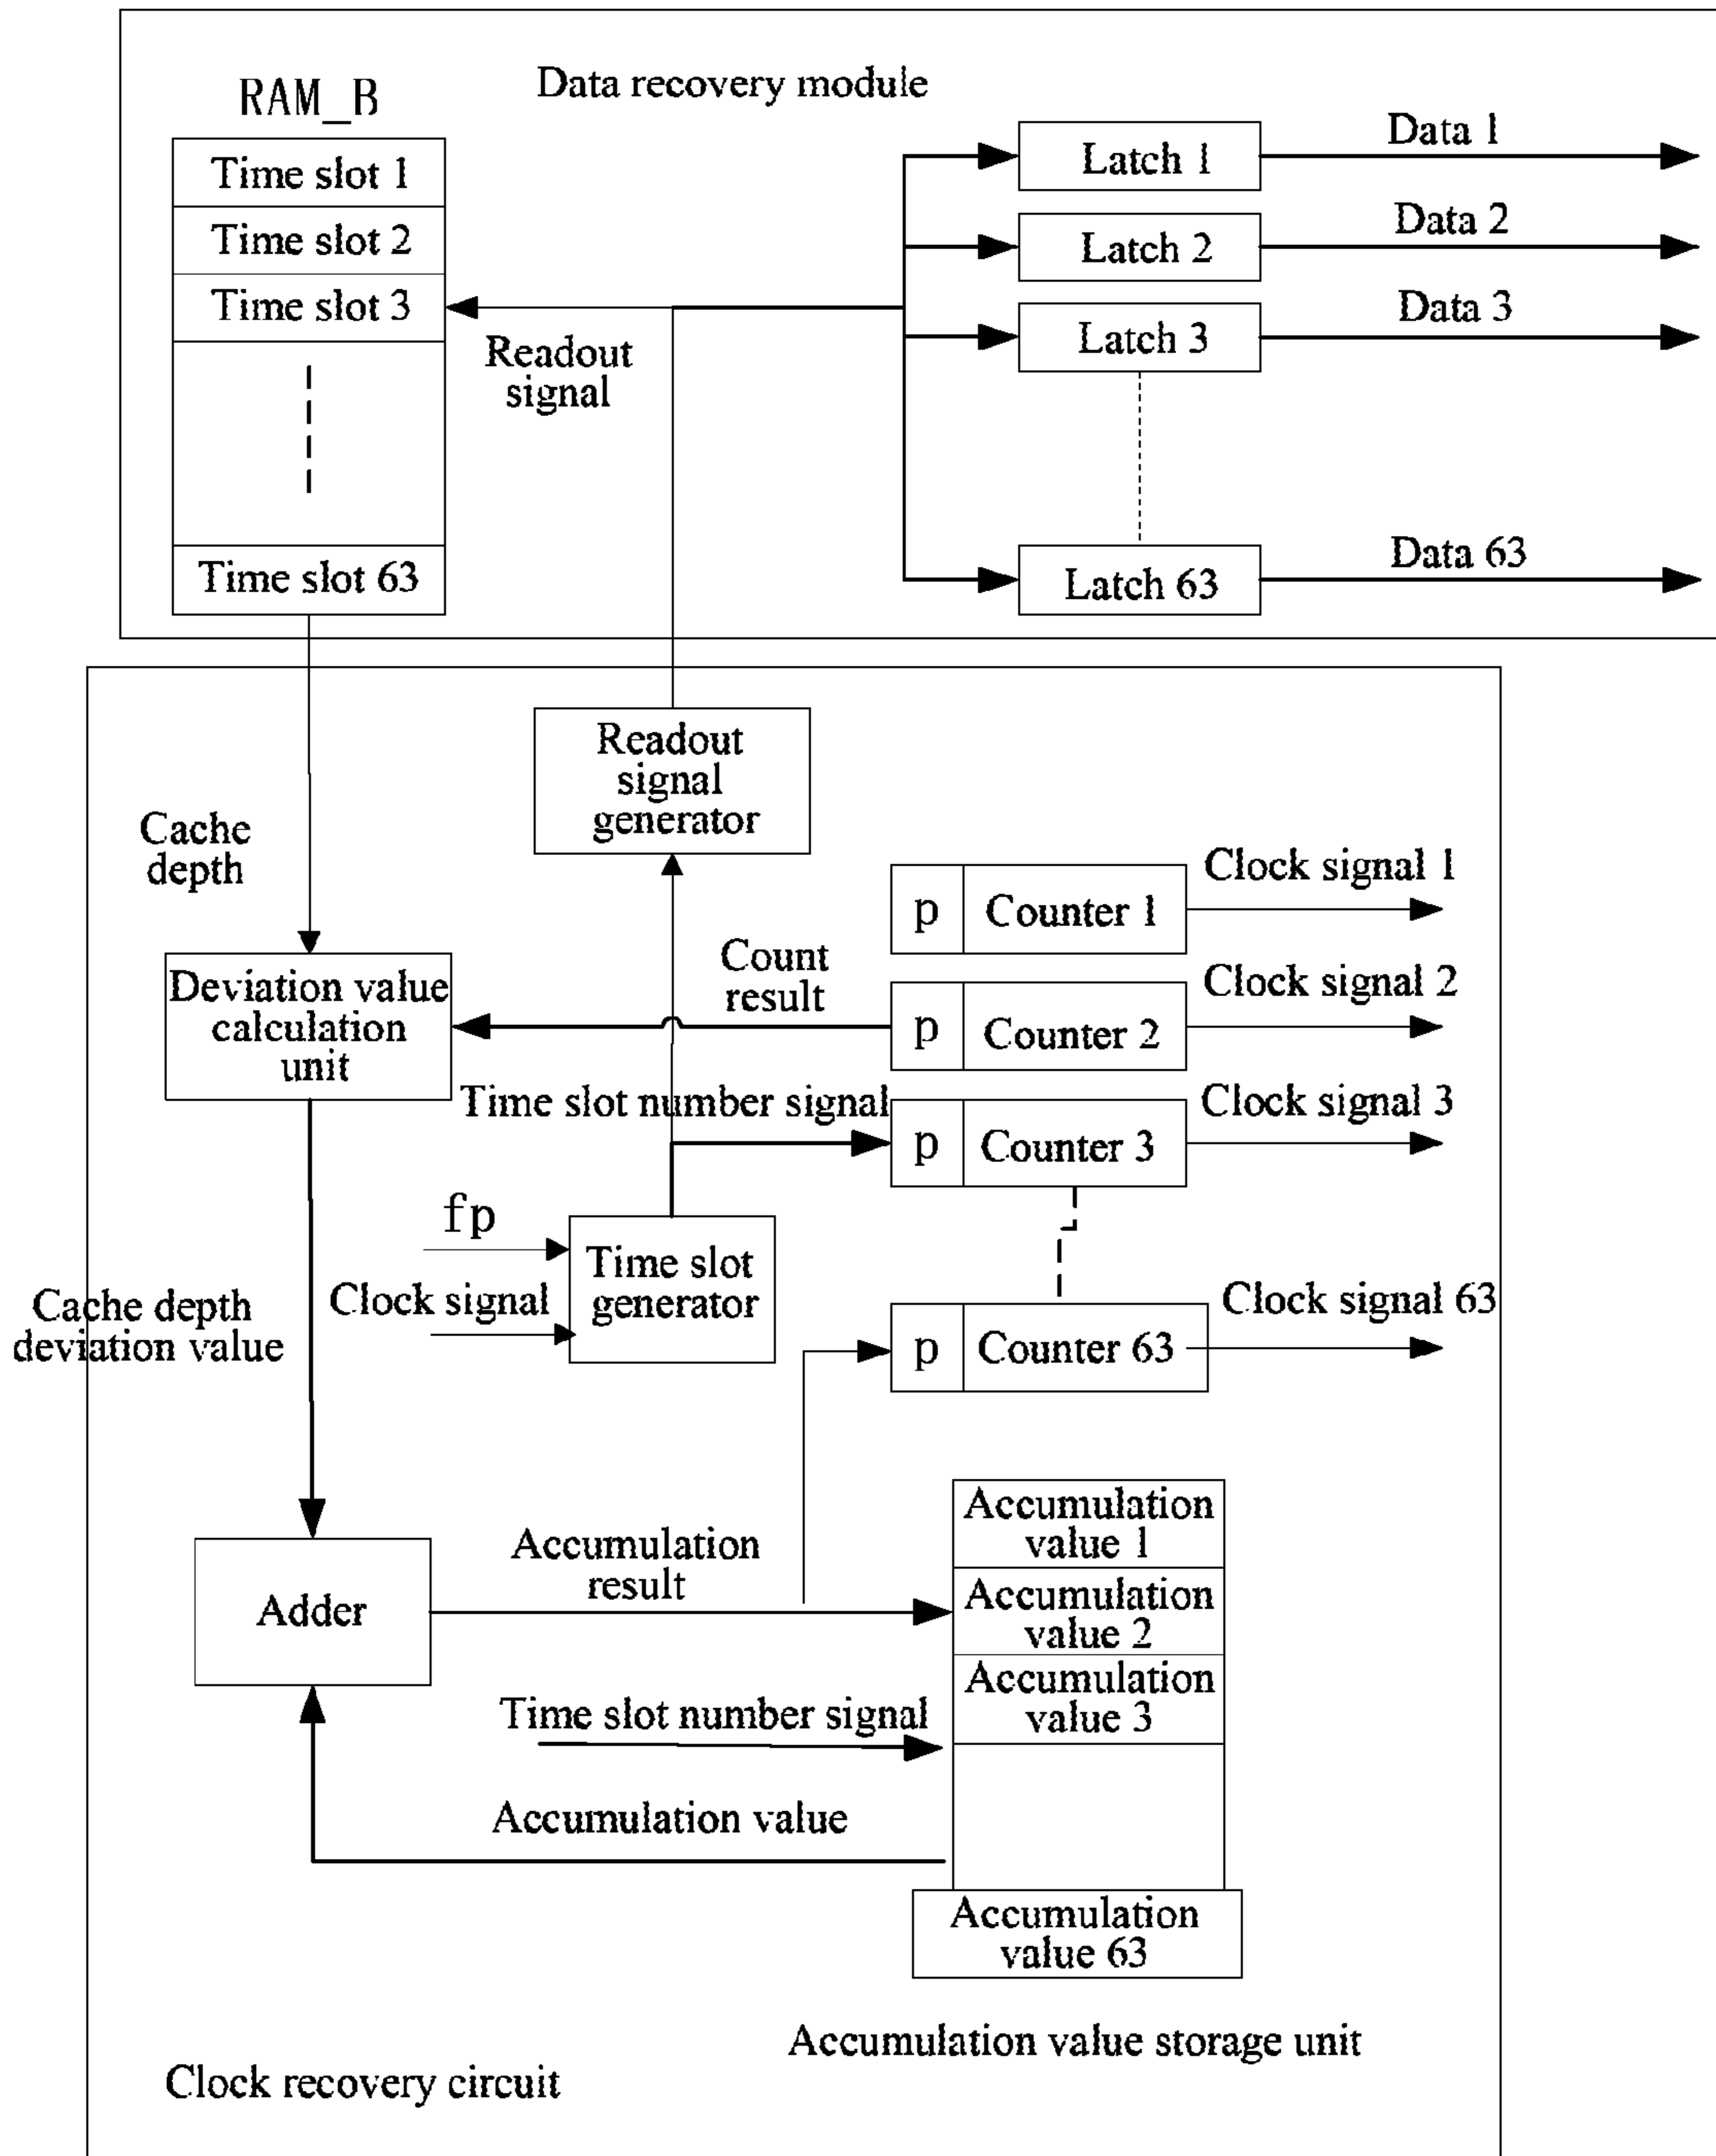 Data recovery module
RAM_B
Time slot 1
Time slot 2
Time slot 3
Time slot 63
Readout
signal
Latch 1
Data 1
Latch 2
Data 2
Latch 3
Data 3
Latch 63
Data 63
Readout
signal
generator
Cache
depth
Deviation value
calculation
unit
Count
result
p
Counter 1
Clock signal 1
p
Counter 2
Clock signal 2
Time slot number signal
p
Counter 3
Clock signal 3
fp
Clock signal
Time slot
generator
p
Counter 63
Clock signal 63
Cache depth
deviation value
Adder
Accumulation
result
Accumulation
value 1
Accumulation
value 2
Accumulation
value 3
Time slot number signal
Accumulation value
Accumulation
value 63
Accumulation value storage unit
Clock recovery circuit